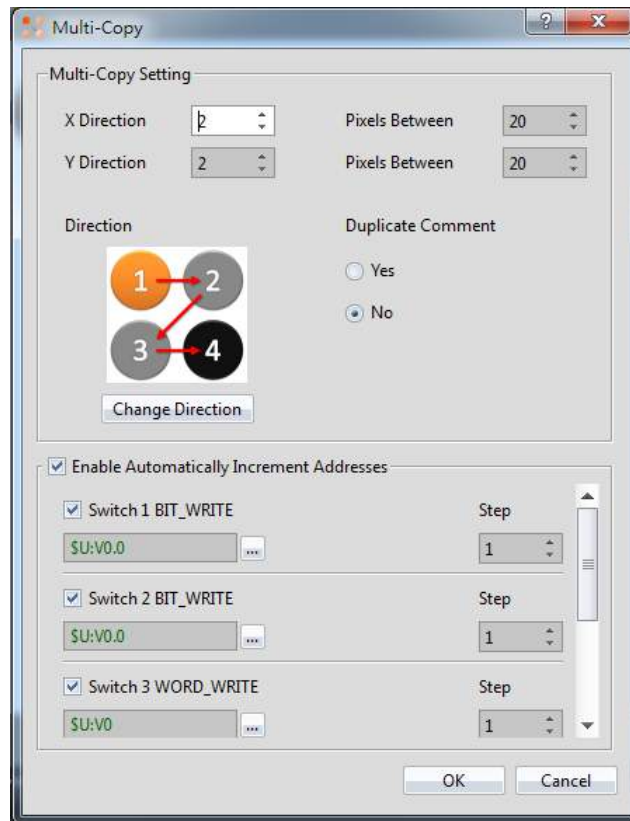 Multi-Copy
Multi-Copy Setting
X Direction 2 Pixels Between 20
Y Direction 2 Pixels Between 20
Direction Duplicate Comment
1 2
Yes
No
3 4
Change Direction
Enable Automatically Increment Addresses
Switch 1 BIT_WRITE Step
$U:V0.0 ... 1
Switch 2 BIT_WRITE Step
$U:V0.0 ... 1
Switch 3 WORD_WRITE Step
$U:V0 ... 1
OK Cancel